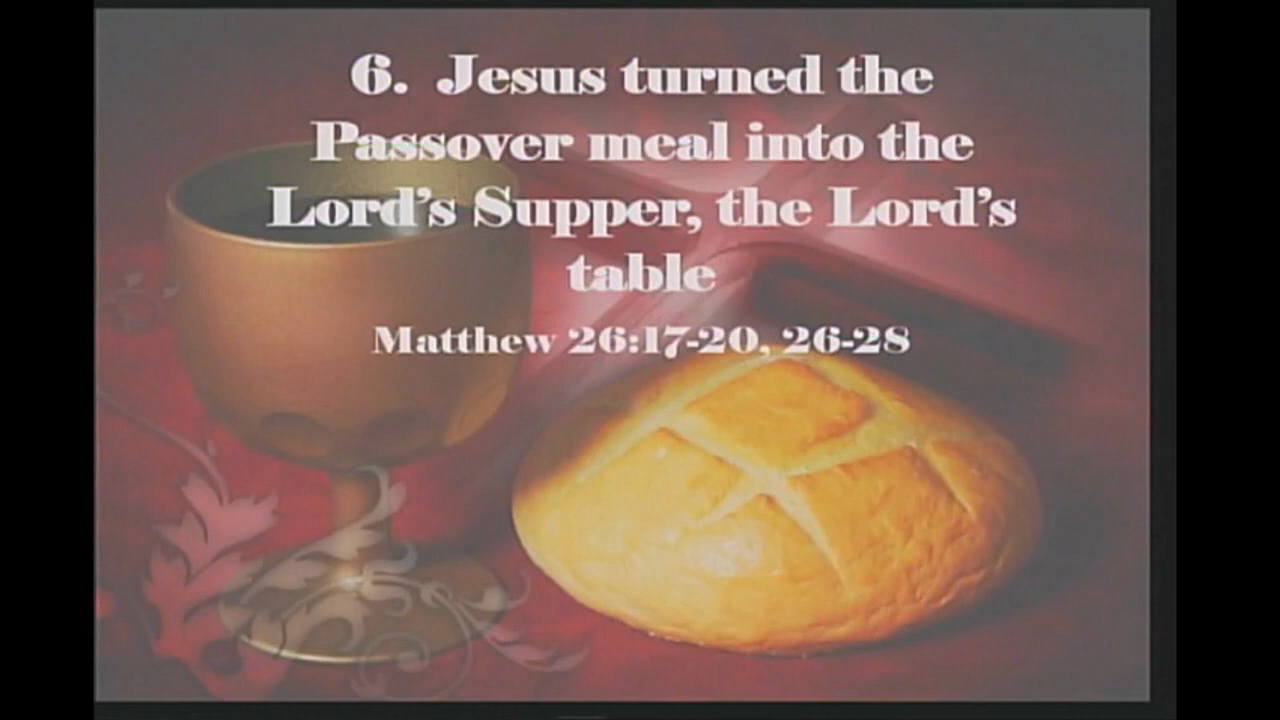 6. Jesus turned the
Passover meal into the
Lord's Supper, the Lord's
table
Matthew 26:17-20, 26-28